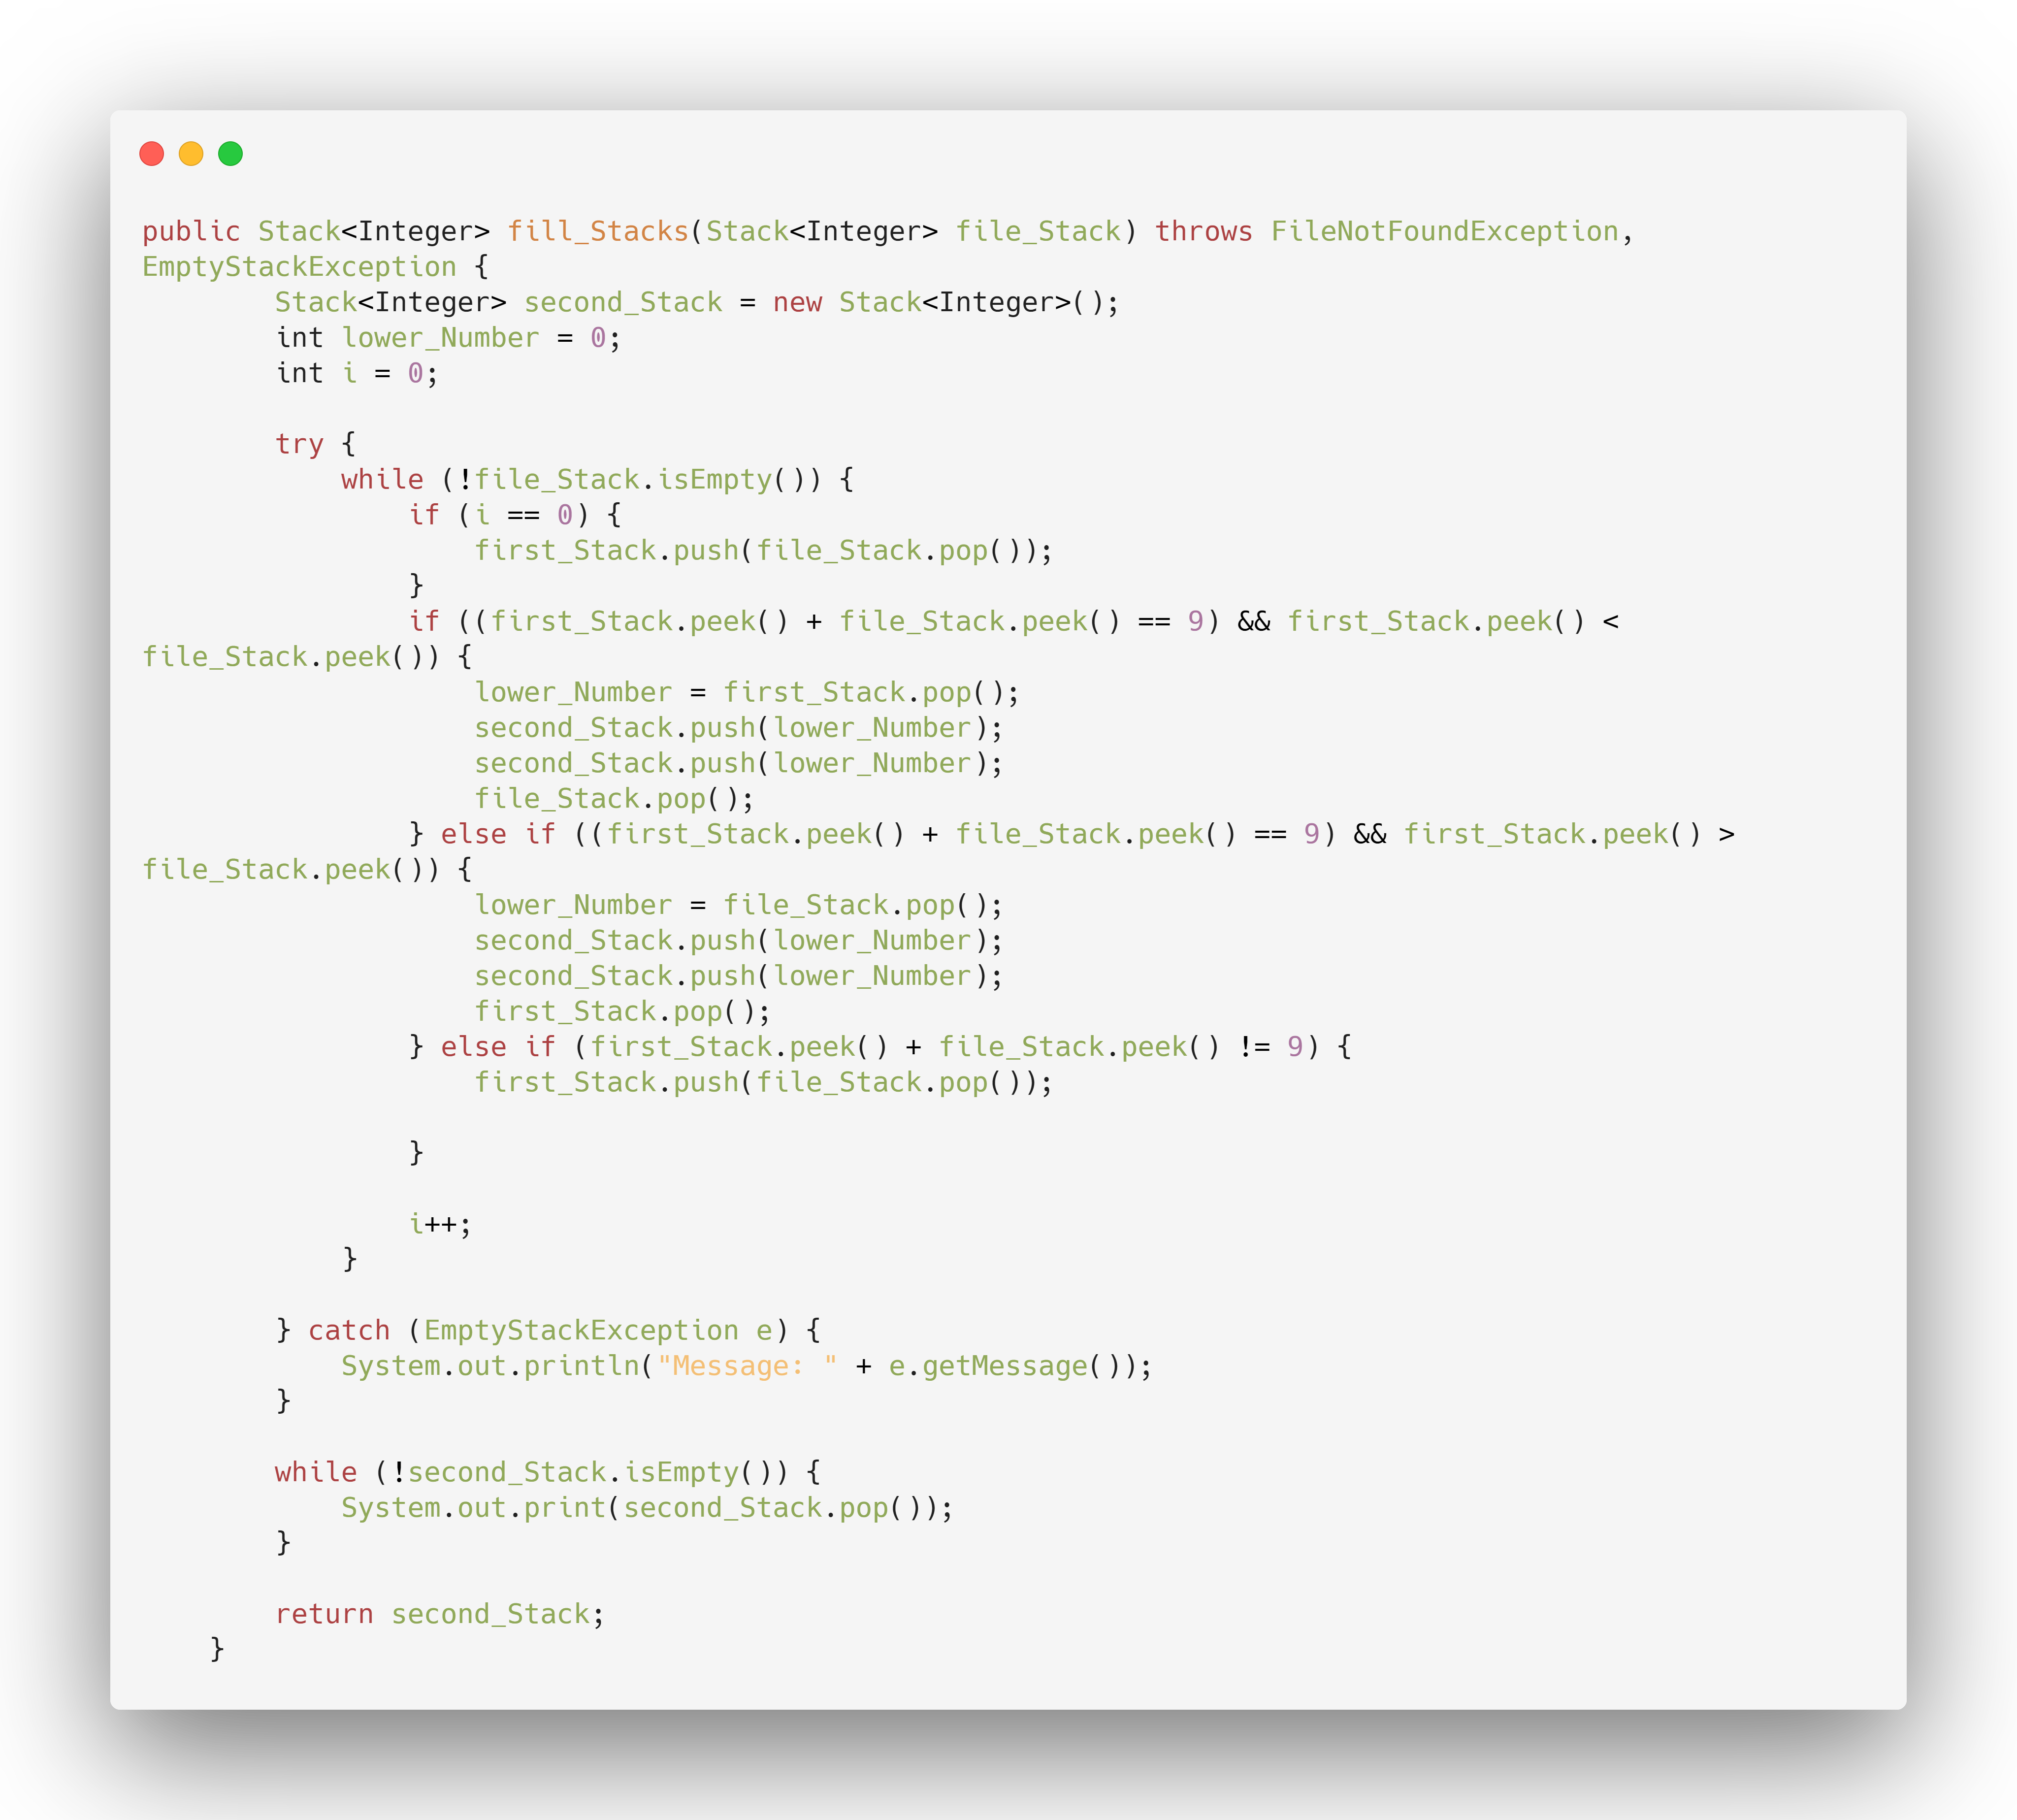 public Stack<Integer> fill_Stacks(Stack<Integer> file_Stack) throws FileNotFoundException,
EmptyStackException {
        Stack<Integer> second_Stack = new Stack<Integer>();
        int lower_Number = 0;
        int i = 0;

        try {
            while (!file_Stack.isEmpty()) {
                if (i == 0) {
                    first_Stack.push(file_Stack.pop());
                }
                if ((first_Stack.peek() + file_Stack.peek() == 9) && first_Stack.peek() <
file_Stack.peek()) {
                    lower_Number = first_Stack.pop();
                    second_Stack.push(lower_Number);
                    second_Stack.push(lower_Number);
                    file_Stack.pop();
                } else if ((first_Stack.peek() + file_Stack.peek() == 9) && first_Stack.peek() >
file_Stack.peek()) {
                    lower_Number = file_Stack.pop();
                    second_Stack.push(lower_Number);
                    second_Stack.push(lower_Number);
                    first_Stack.pop();
                } else if (first_Stack.peek() + file_Stack.peek() != 9) {
                    first_Stack.push(file_Stack.pop());

                }

                i++;
            }

        } catch (EmptyStackException e) {
            System.out.println("Message: " + e.getMessage());
        }

        while (!second_Stack.isEmpty()) {
            System.out.print(second_Stack.pop());
        }

        return second_Stack;
    }